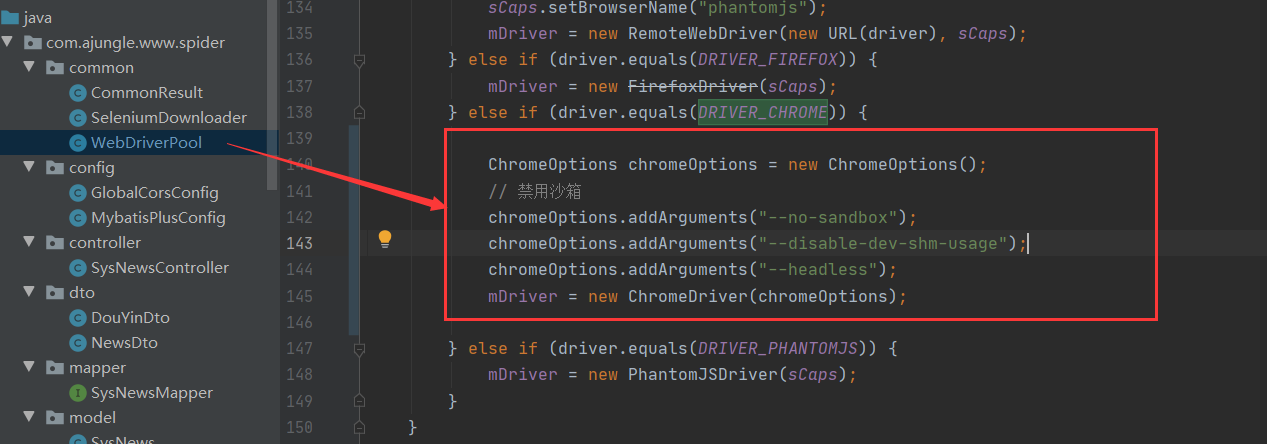 java
com.ajungle.www.spider
common
CommonResult
SeleniumDownloader
WebDriverPool
config
GlobalCorsConfig
MybatisPlusConfig
controller
SysNewsController
dto
DouYinDto
NewsDto
mapper
SysNewsMapper
model
SysNews
134 sCaps.setBrowserName("phantomjs");
135 mDriver = new RemoteWebDriver(new URL(driver), sCaps);
136 } else if (driver.equals(DRIVER_FIREFOX)) {
137 mDriver = new FirefoxDriver(sCaps);
138 } else if (driver.equals(DRIVER_CHROME)) {
139
140 ChromeOptions chromeOptions = new ChromeOptions();
141 // 禁用沙箱
142 chromeOptions.addArguments("--no-sandbox");
143 chromeOptions.addArguments("--disable-dev-shm-usage");
144 chromeOptions.addArguments("--headless");
145 mDriver = new ChromeDriver(chromeOptions);
146
147 } else if (driver.equals(DRIVER_PHANTOMJS)) {
148 mDriver = new PhantomJSDriver(sCaps);
149 }
150 }